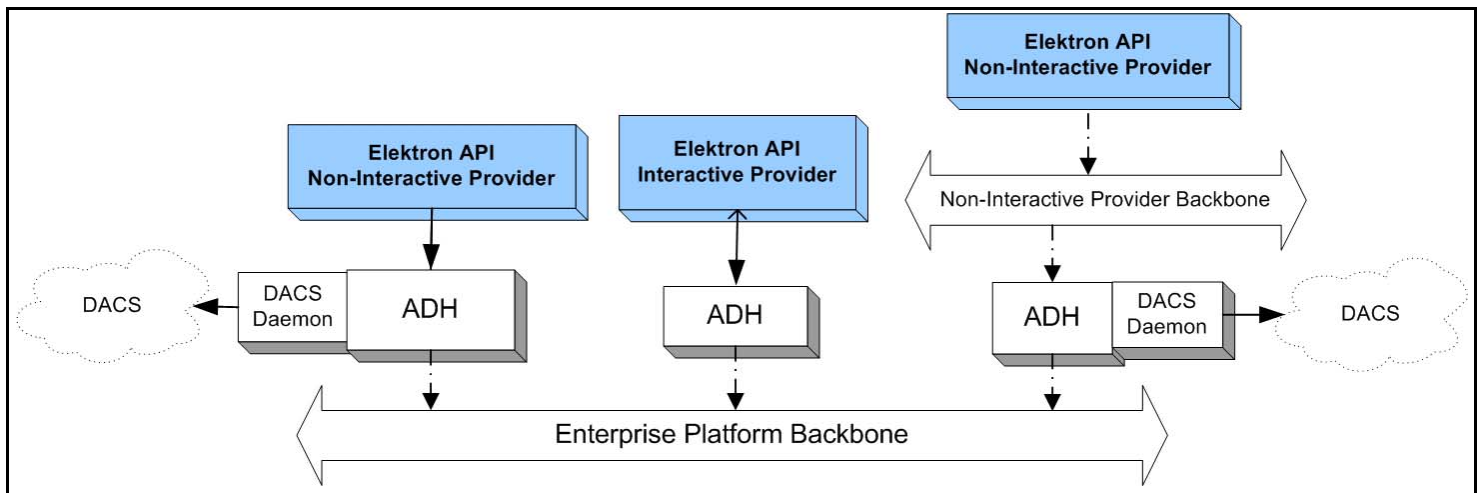 Elektron API
Non-Interactive Provider
Elektron API
Non-Interactive Provider
Elektron API
Interactive Provider
Non-Interactive Provider Backbone
DACS
DACS
Daemon
ADH
ADH
ADH
DACS
Daemon
DACS
Enterprise Platform Backbone